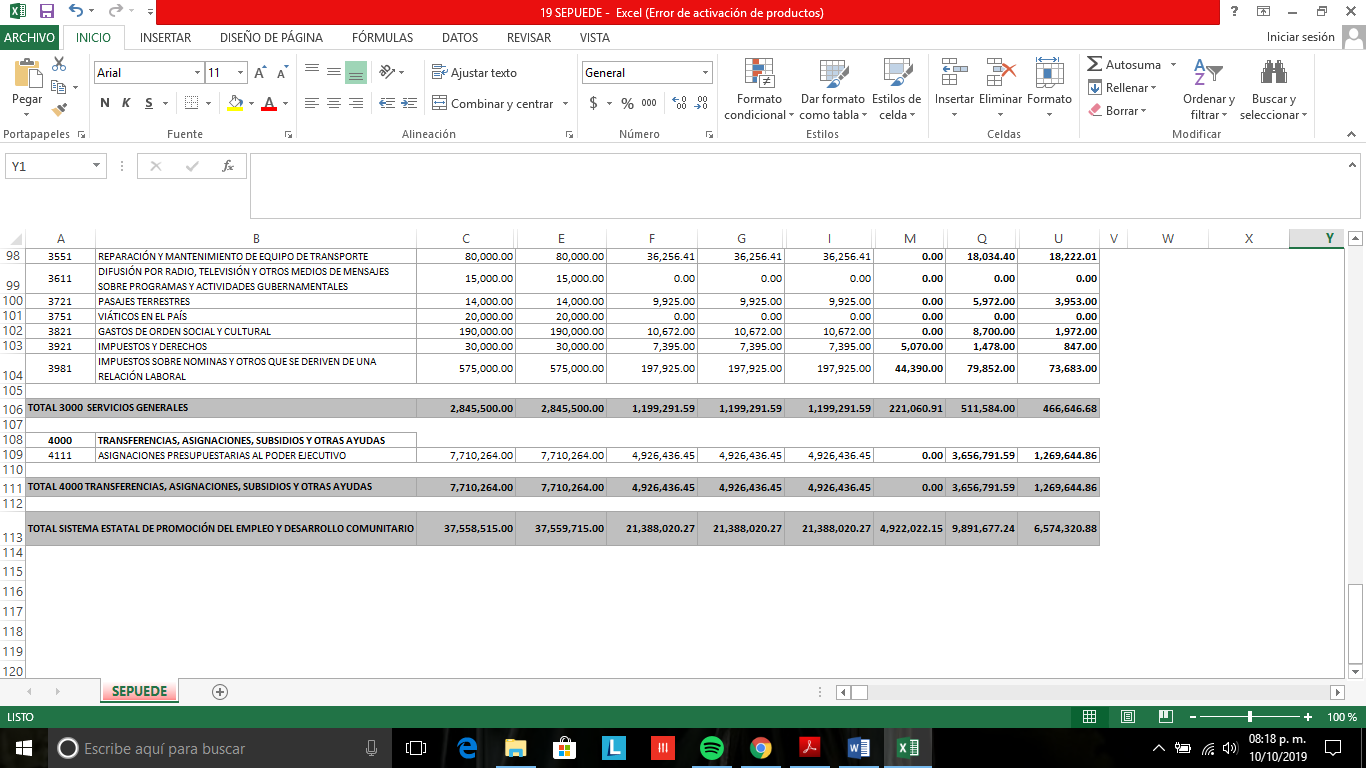 19 SEPUEDE - Excel (Error de activación de productos)
ARCHIVO INICIO INSERTAR DISEÑO DE PÁGINA FÓRMULAS DATOS REVISAR VISTA Iniciar sesión
Pegar
Portapapeles
Arial 11
N K S
Fuente
Ajustar texto
Combinar y centrar
Alineación
General
$ % 000
Número
Formato condicional
Dar formato como tabla
Estilos de celda
Estilos
Insertar Eliminar Formato
Celdas
Autosuma
Rellenar
Borrar
Ordenar y filtrar
Buscar y seleccionar
Modificar
Y1 fx
A B C E F G I M Q U V W X Y
98 3551 REPARACIÓN Y MANTENIMIENTO DE EQUIPO DE TRANSPORTE 80,000.00 80,000.00 36,256.41 36,256.41 36,256.41 0.00 18,034.40 18,222.01
99 3611 DIFUSIÓN POR RADIO, TELEVISIÓN Y OTROS MEDIOS DE MENSAJES SOBRE PROGRAMAS Y ACTIVIDADES GUBERNAMENTALES 15,000.00 15,000.00 0.00 0.00 0.00 0.00 0.00 0.00
100 3721 PASAJES TERRESTRES 14,000.00 14,000.00 9,925.00 9,925.00 9,925.00 0.00 5,972.00 3,953.00
101 3751 VIÁTICOS EN EL PAÍS 20,000.00 20,000.00 0.00 0.00 0.00 0.00 0.00 0.00
102 3821 GASTOS DE ORDEN SOCIAL Y CULTURAL 190,000.00 190,000.00 10,672.00 10,672.00 10,672.00 0.00 8,700.00 1,972.00
103 3921 IMPUESTOS Y DERECHOS 30,000.00 30,000.00 7,395.00 7,395.00 7,395.00 5,070.00 1,478.00 847.00
104 3981 IMPUESTOS SOBRE NOMINAS Y OTROS QUE SE DERIVEN DE UNA RELACIÓN LABORAL 575,000.00 575,000.00 197,925.00 197,925.00 197,925.00 44,390.00 79,852.00 73,683.00
105
106 TOTAL 3000 SERVICIOS GENERALES 2,845,500.00 2,845,500.00 1,199,291.59 1,199,291.59 1,199,291.59 221,060.91 511,584.00 466,646.68
107
108 4000 TRANSFERENCIAS, ASIGNACIONES, SUBSIDIOS Y OTRAS AYUDAS
109 4111 ASIGNACIONES PRESUPUESTARIAS AL PODER EJECUTIVO 7,710,264.00 7,710,264.00 4,926,436.45 4,926,436.45 4,926,436.45 0.00 3,656,791.59 1,269,644.86
110
111 TOTAL 4000 TRANSFERENCIAS, ASIGNACIONES, SUBSIDIOS Y OTRAS AYUDAS 7,710,264.00 7,710,264.00 4,926,436.45 4,926,436.45 4,926,436.45 0.00 3,656,791.59 1,269,644.86
112
113 TOTAL SISTEMA ESTATAL DE PROMOCIÓN DEL EMPLEO Y DESARROLLO COMUNITARIO 37,558,515.00 37,559,715.00 21,388,020.27 21,388,020.27 21,388,020.27 4,922,022.15 9,891,677.24 6,574,320.88
114
115
116
117
118
119
120
SEPUEDE
LISTO 100 %
Escribe aquí para buscar
08:18 p. m.
10/10/2019